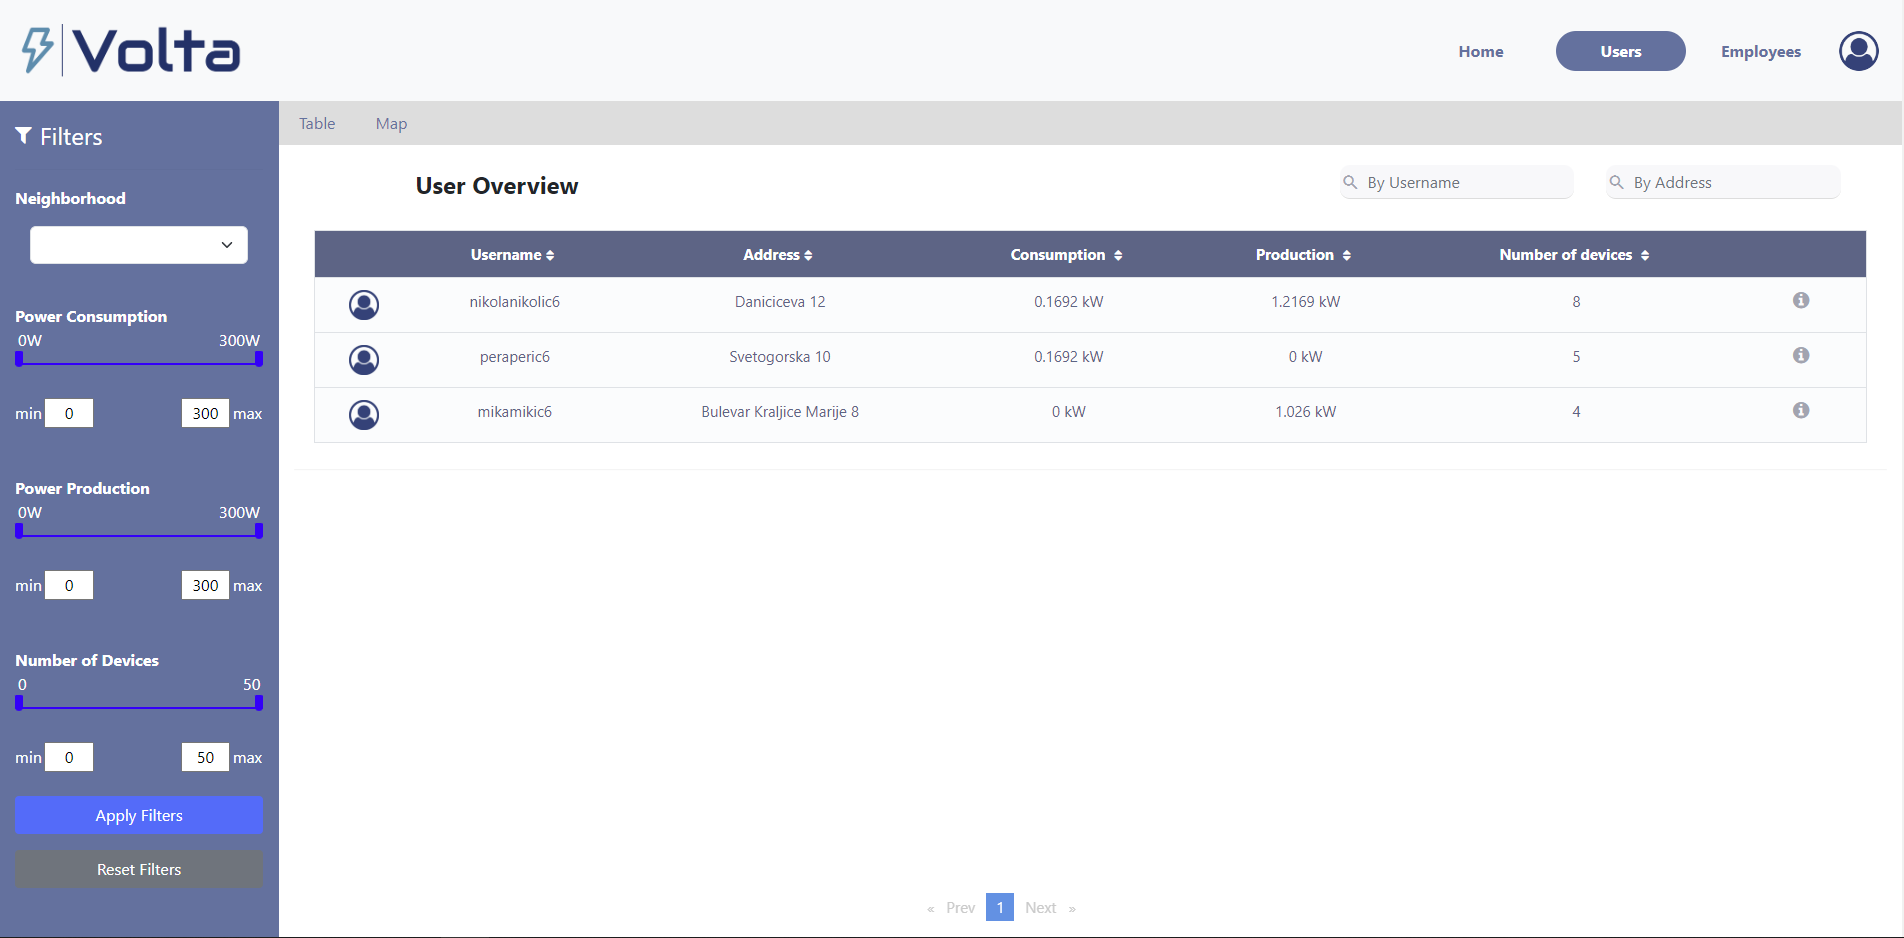 Volta
Home Users Employees
Filters
Neighborhood
Power Consumption
0W 300W
min 0 300 max
Power Production
0W 300W
min 0 300 max
Number of Devices
0 50
min 0 50 max
Apply Filters
Reset Filters
Table Map
User Overview
By Username By Address
Username Address Consumption Production Number of devices
nikolanikolic6 Daniciceva 12 0.1692 kW 1.2169 kW 8
peraperic6 Svetogorska 10 0.1692 kW 0 kW 5
mikamikic6 Bulevar Kraljice Marije 8 0 kW 1.026 kW 4
« Prev 1 Next »